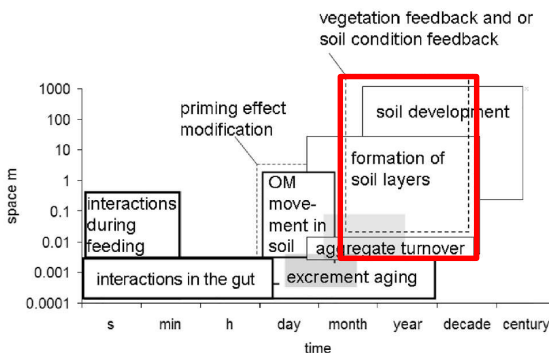 vegetation feedback and or
soil condition feedback
priming effect
modification
1000
100
10
1
0.1
0.01
0.001
0.0001
space m
soil development
formation of
soil layers
OM
move-
ment in
soil
interactions
during
feeding
aggregate turnover
interactions in the gut
excrement aging
s min h day month year decade century
time